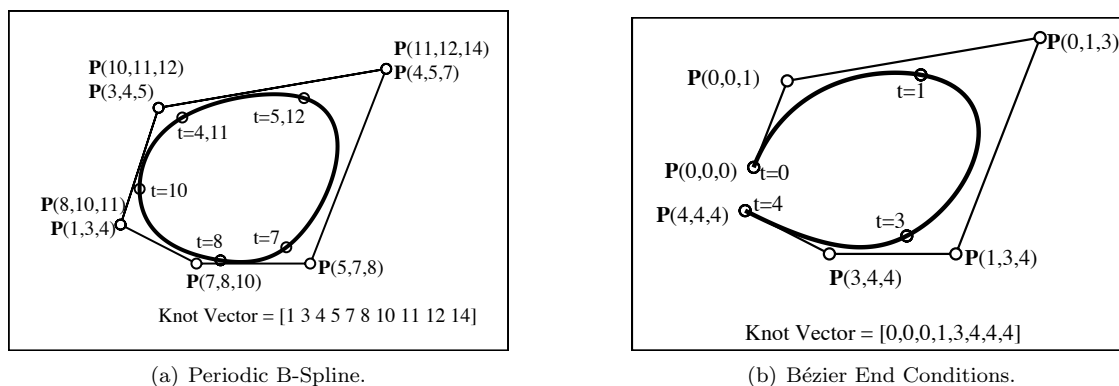 P(10,11,12)
P(3,4,5)
P(11,12,14)
P(4,5,7)
t=4,11
t=5,12
t=10
P(8,10,11)
P(1,3,4)
t=8
t=7
P(7,8,10)
P(5,7,8)
Knot Vector = [1 3 4 5 7 8 10 11 12 14]
(a) Periodic B-Spline.
P(0,1,3)
P(0,0,1)
t=1
P(0,0,0)
t=0
P(4,4,4)
t=4
t=3
P(3,4,4)
P(1,3,4)
Knot Vector = [0,0,0,1,3,4,4,4]
(b) Bézier End Conditions.